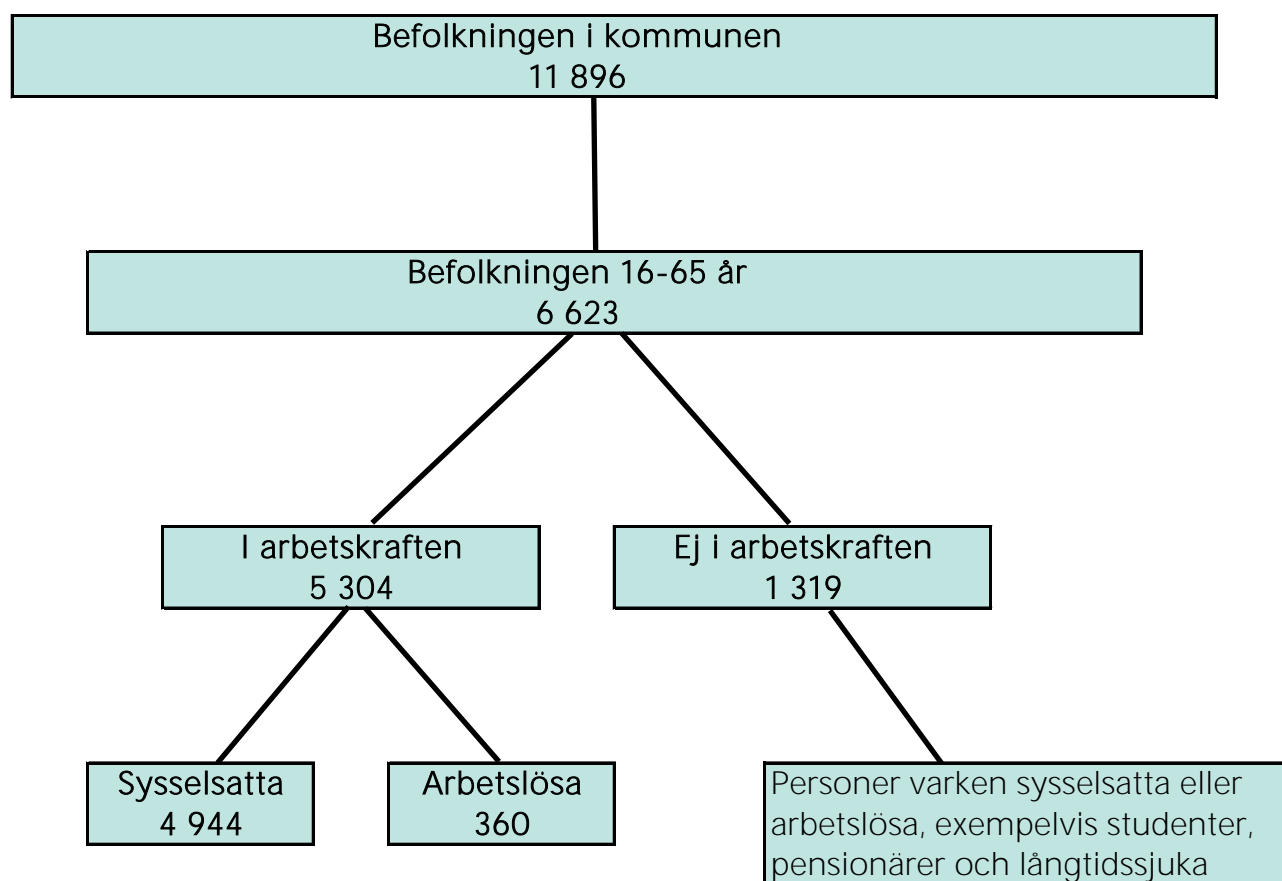 Befolkningen i kommunen
11 896
Befolkningen 16-65 år
6 623
I arbetskraften
5 304
Ej i arbetskraften
1 319
Sysselsatta
4 944
Arbetslösa
360
Personer varken sysselsatta eller
arbetslösa, exempelvis studenter,
pensionärer och långtidssjuka